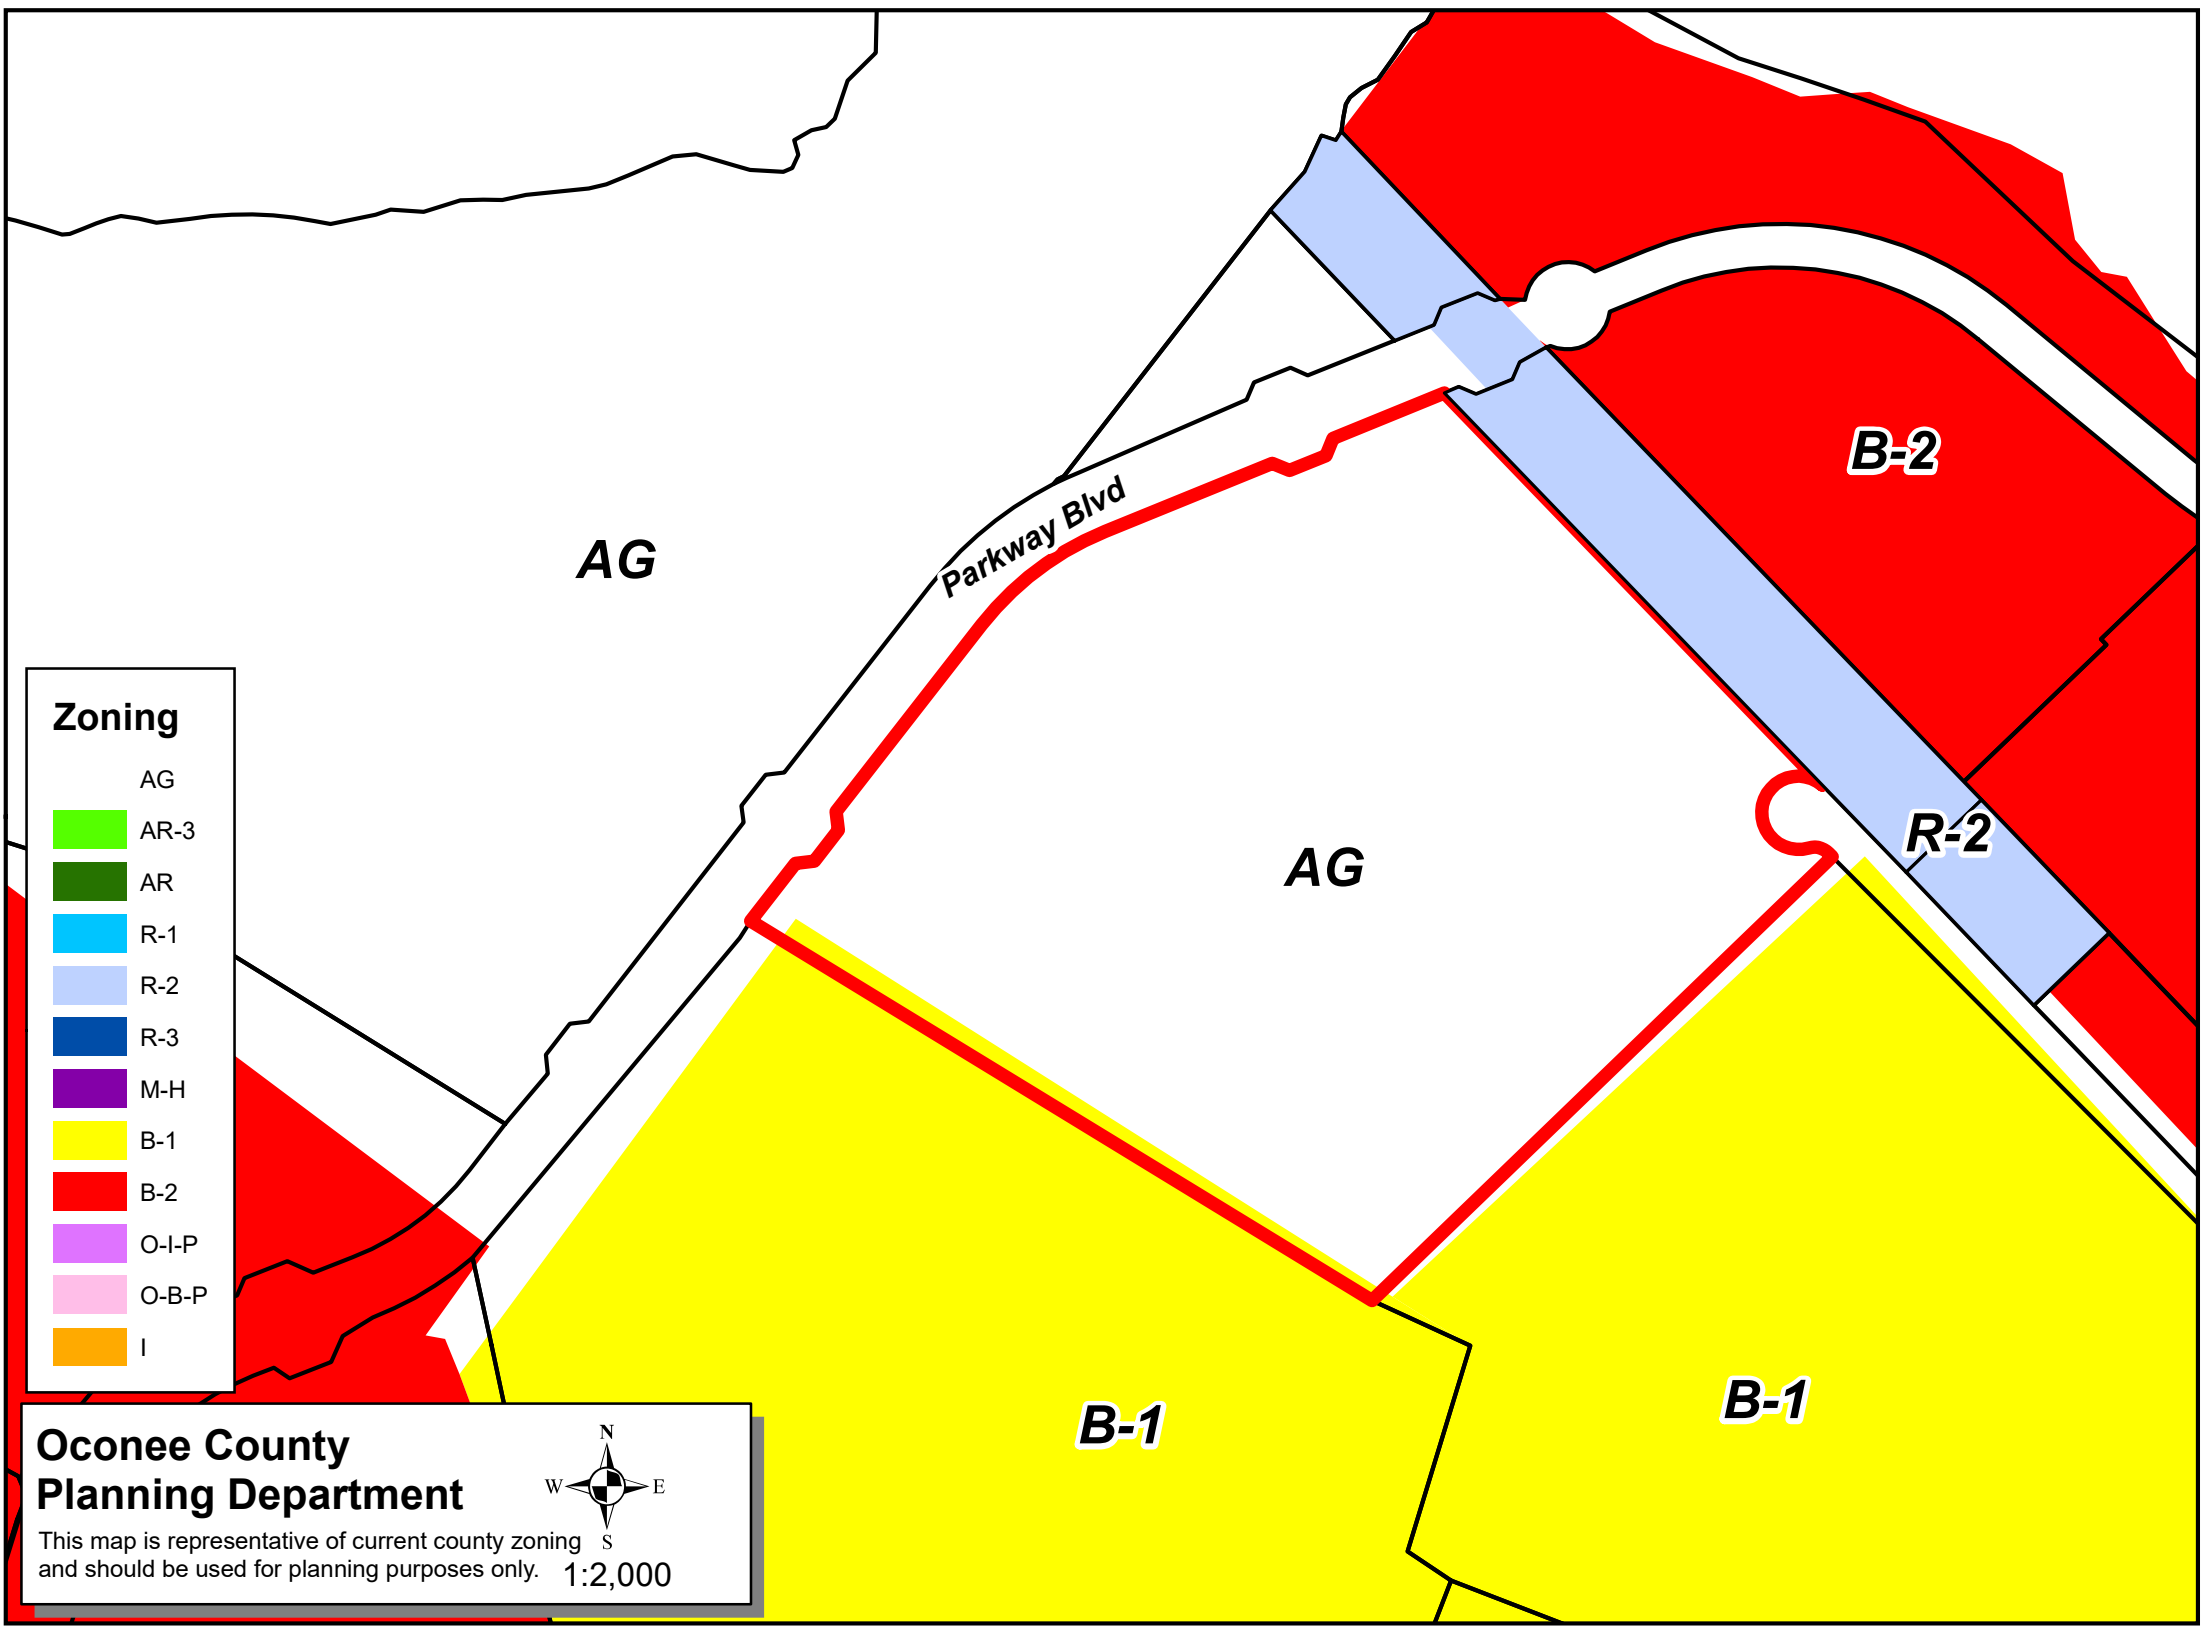 B-2
Parkway Blvd
AG
R-2
AG
Zoning
AG
AR-3
AR
R-1
R-2
R-3
M-H
B-1
B-2
O-I-P
O-B-P
I
B-1
B-1
Oconee County
Planning Department
This map is representative of current county zoning
and should be used for planning purposes only.
N
W E
S
1:2,000